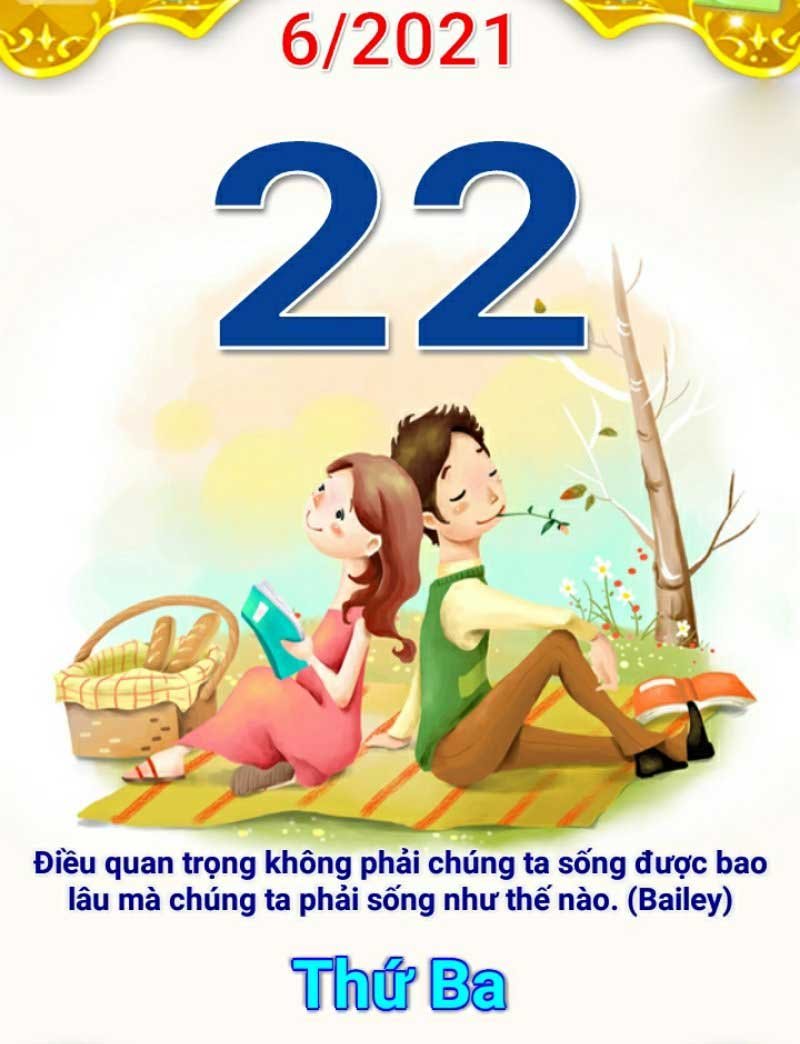 6/2021
22
Điều quan trọng không phải chúng ta sống được bao
lâu mà chúng ta phải sống như thế nào. (Bailey)
Thứ Ba